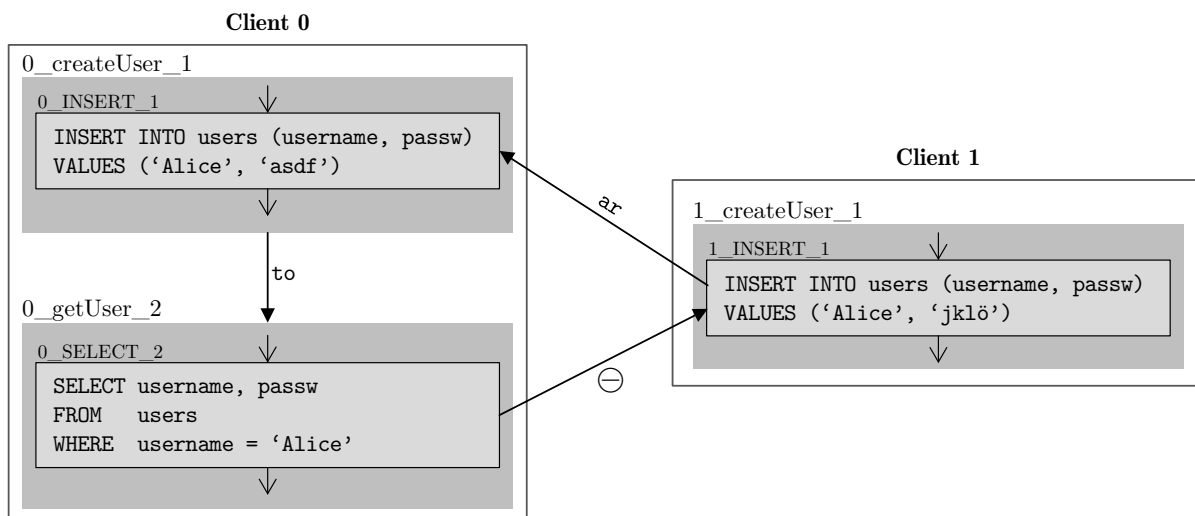 Client 0
0_createUser_1
0_INSERT_1
INSERT INTO users (username, passw)
VALUES (‘Alice’, ‘asdf’)
to
0_getUser_2
0_SELECT_2
SELECT username, passw
FROM users
WHERE username = ‘Alice’
ar
⊖
Client 1
1_createUser_1
1_INSERT_1
INSERT INTO users (username, passw)
VALUES (‘Alice’, ‘jklö’)